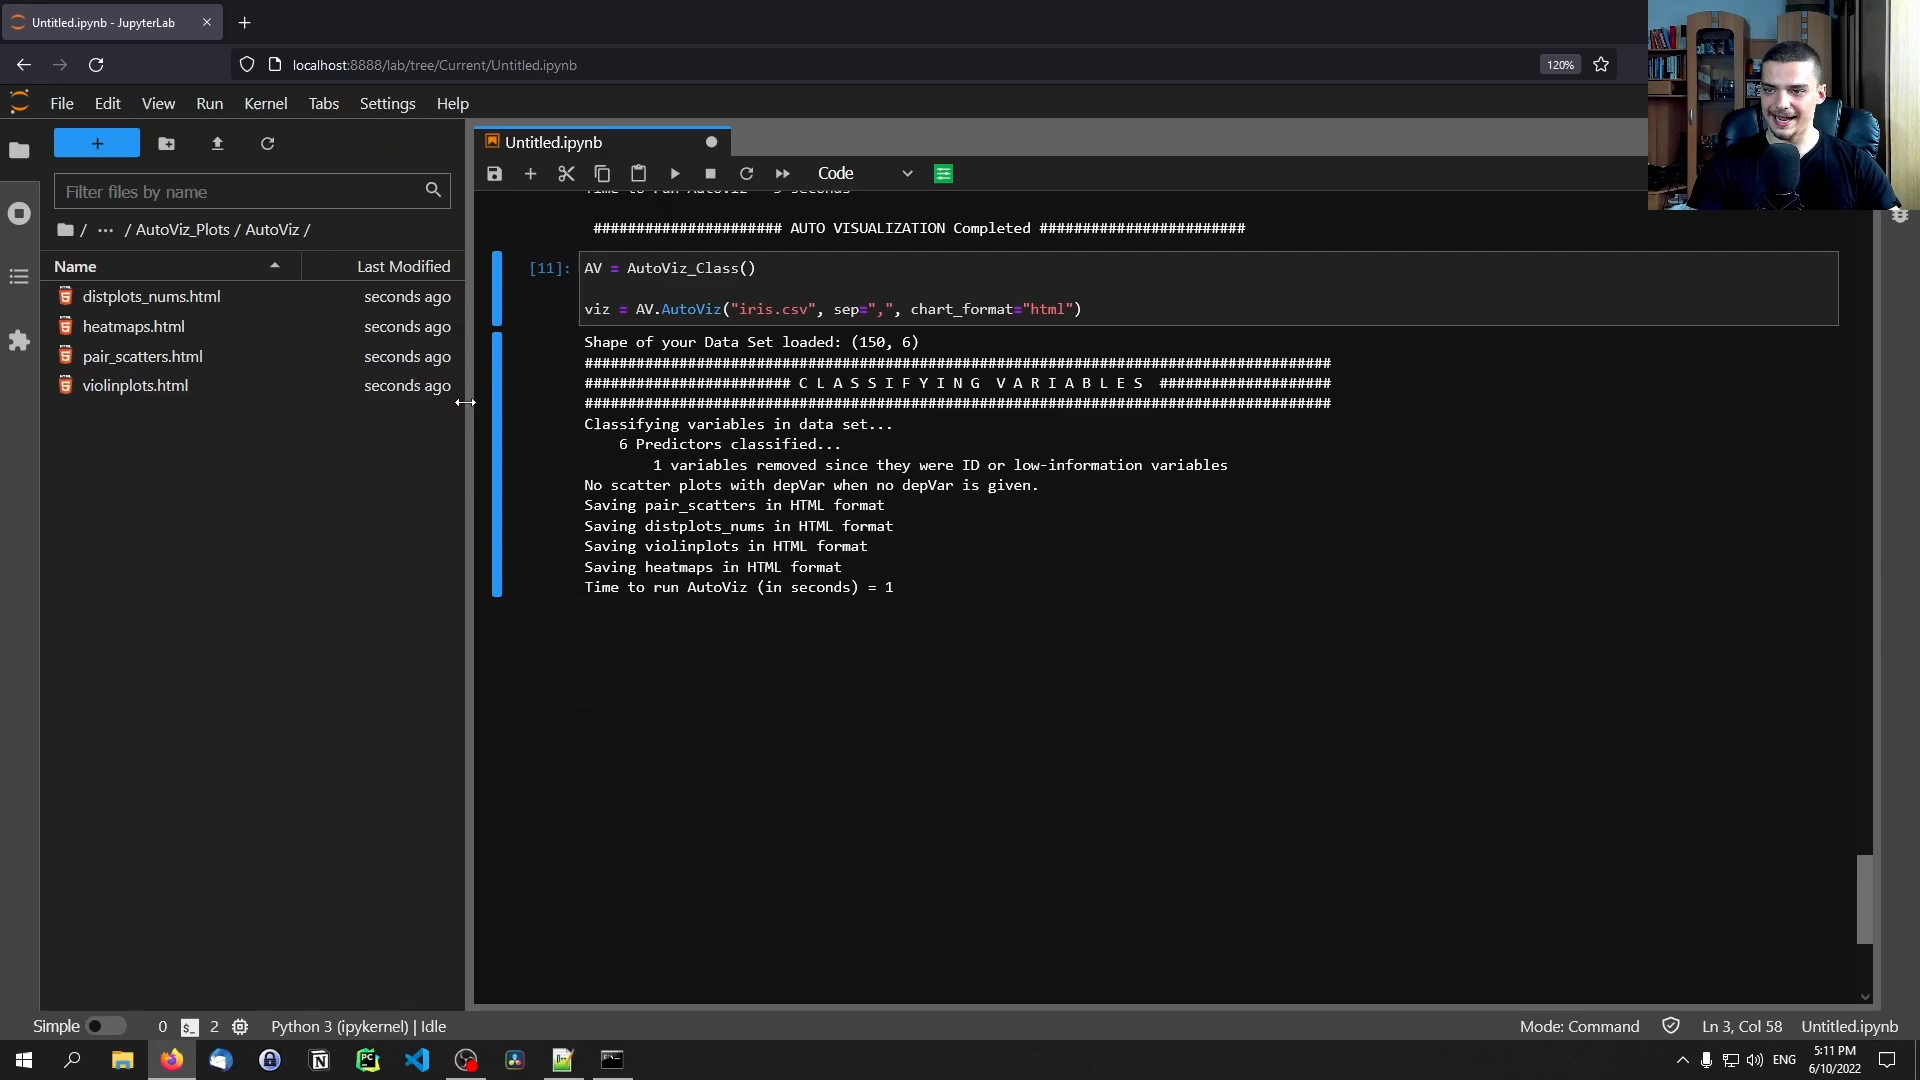 Untitled.ipynb - JupyterLab
localhost:8888/lab/tree/Current/Untitled.ipynb
120%
File Edit View Run Kernel Tabs Settings Help
Filter files by name
/ ... / AutoViz_Plots / AutoViz /
Name Last Modified
distplots_nums.html seconds ago
heatmaps.html seconds ago
pair_scatters.html seconds ago
violinplots.html seconds ago
Untitled.ipynb
Code
###################### AUTO VISUALIZATION Completed ########################
[11]: AV = AutoViz_Class()
viz = AV.AutoViz("iris.csv", sep=",", chart_format="html")
Shape of your Data Set loaded: (150, 6)
#######################################################################################
######################## C L A S S I F Y I N G  V A R I A B L E S  ####################
#######################################################################################
Classifying variables in data set...
6 Predictors classified...
1 variables removed since they were ID or low-information variables
No scatter plots with depVar when no depVar is given.
Saving pair_scatters in HTML format
Saving distplots_nums in HTML format
Saving violinplots in HTML format
Saving heatmaps in HTML format
Time to run AutoViz (in seconds) = 1
Simple 0 2 Python 3 (ipykernel) | Idle
Mode: Command Ln 3, Col 58 Untitled.ipynb
ENG
5:11 PM
6/10/2022